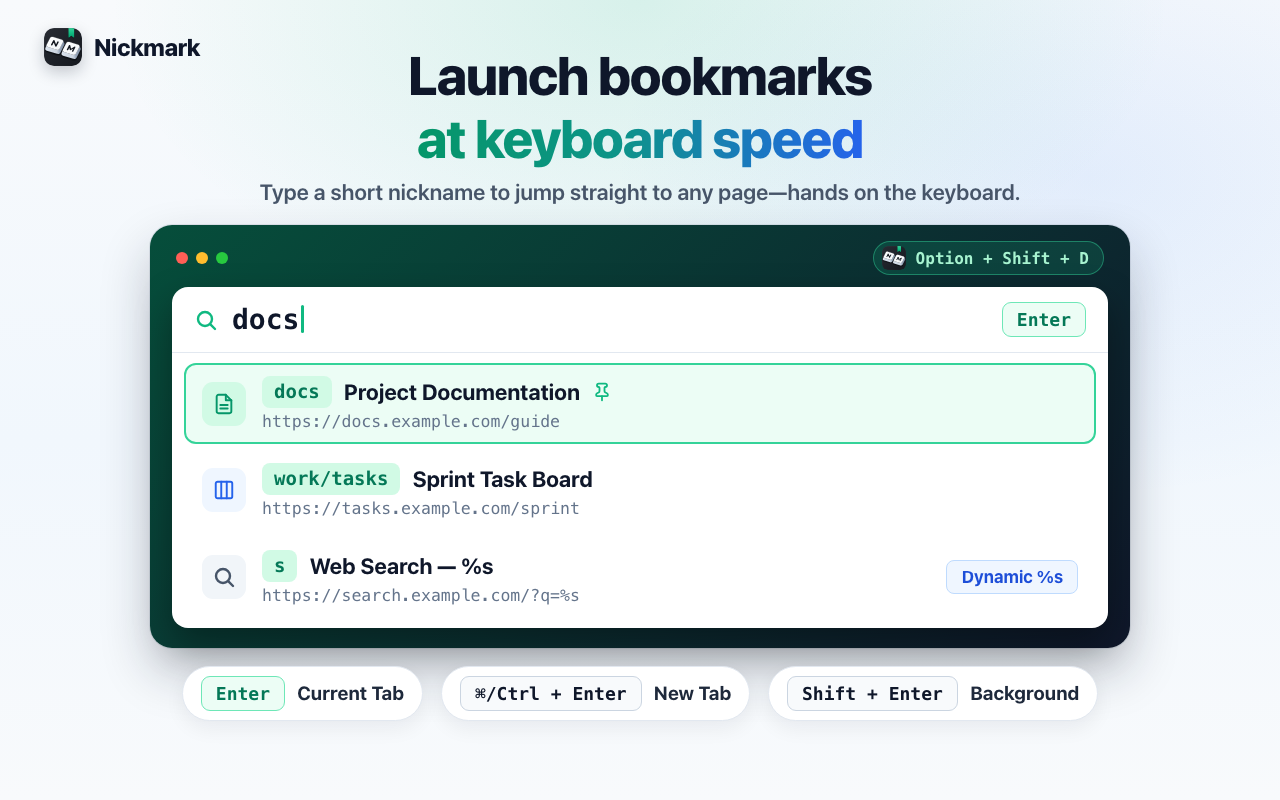 Nickmark
Launch bookmarks
at keyboard speed
Type a short nickname to jump straight to any page—hands on the keyboard.
N M Option + Shift + D
docs Enter
docs Project Documentation
https://docs.example.com/guide
work/tasks Sprint Task Board
https://tasks.example.com/sprint
s Web Search — %s
https://search.example.com/?q=%s
Dynamic %s
Enter Current Tab
⌘/Ctrl + Enter New Tab
Shift + Enter Background